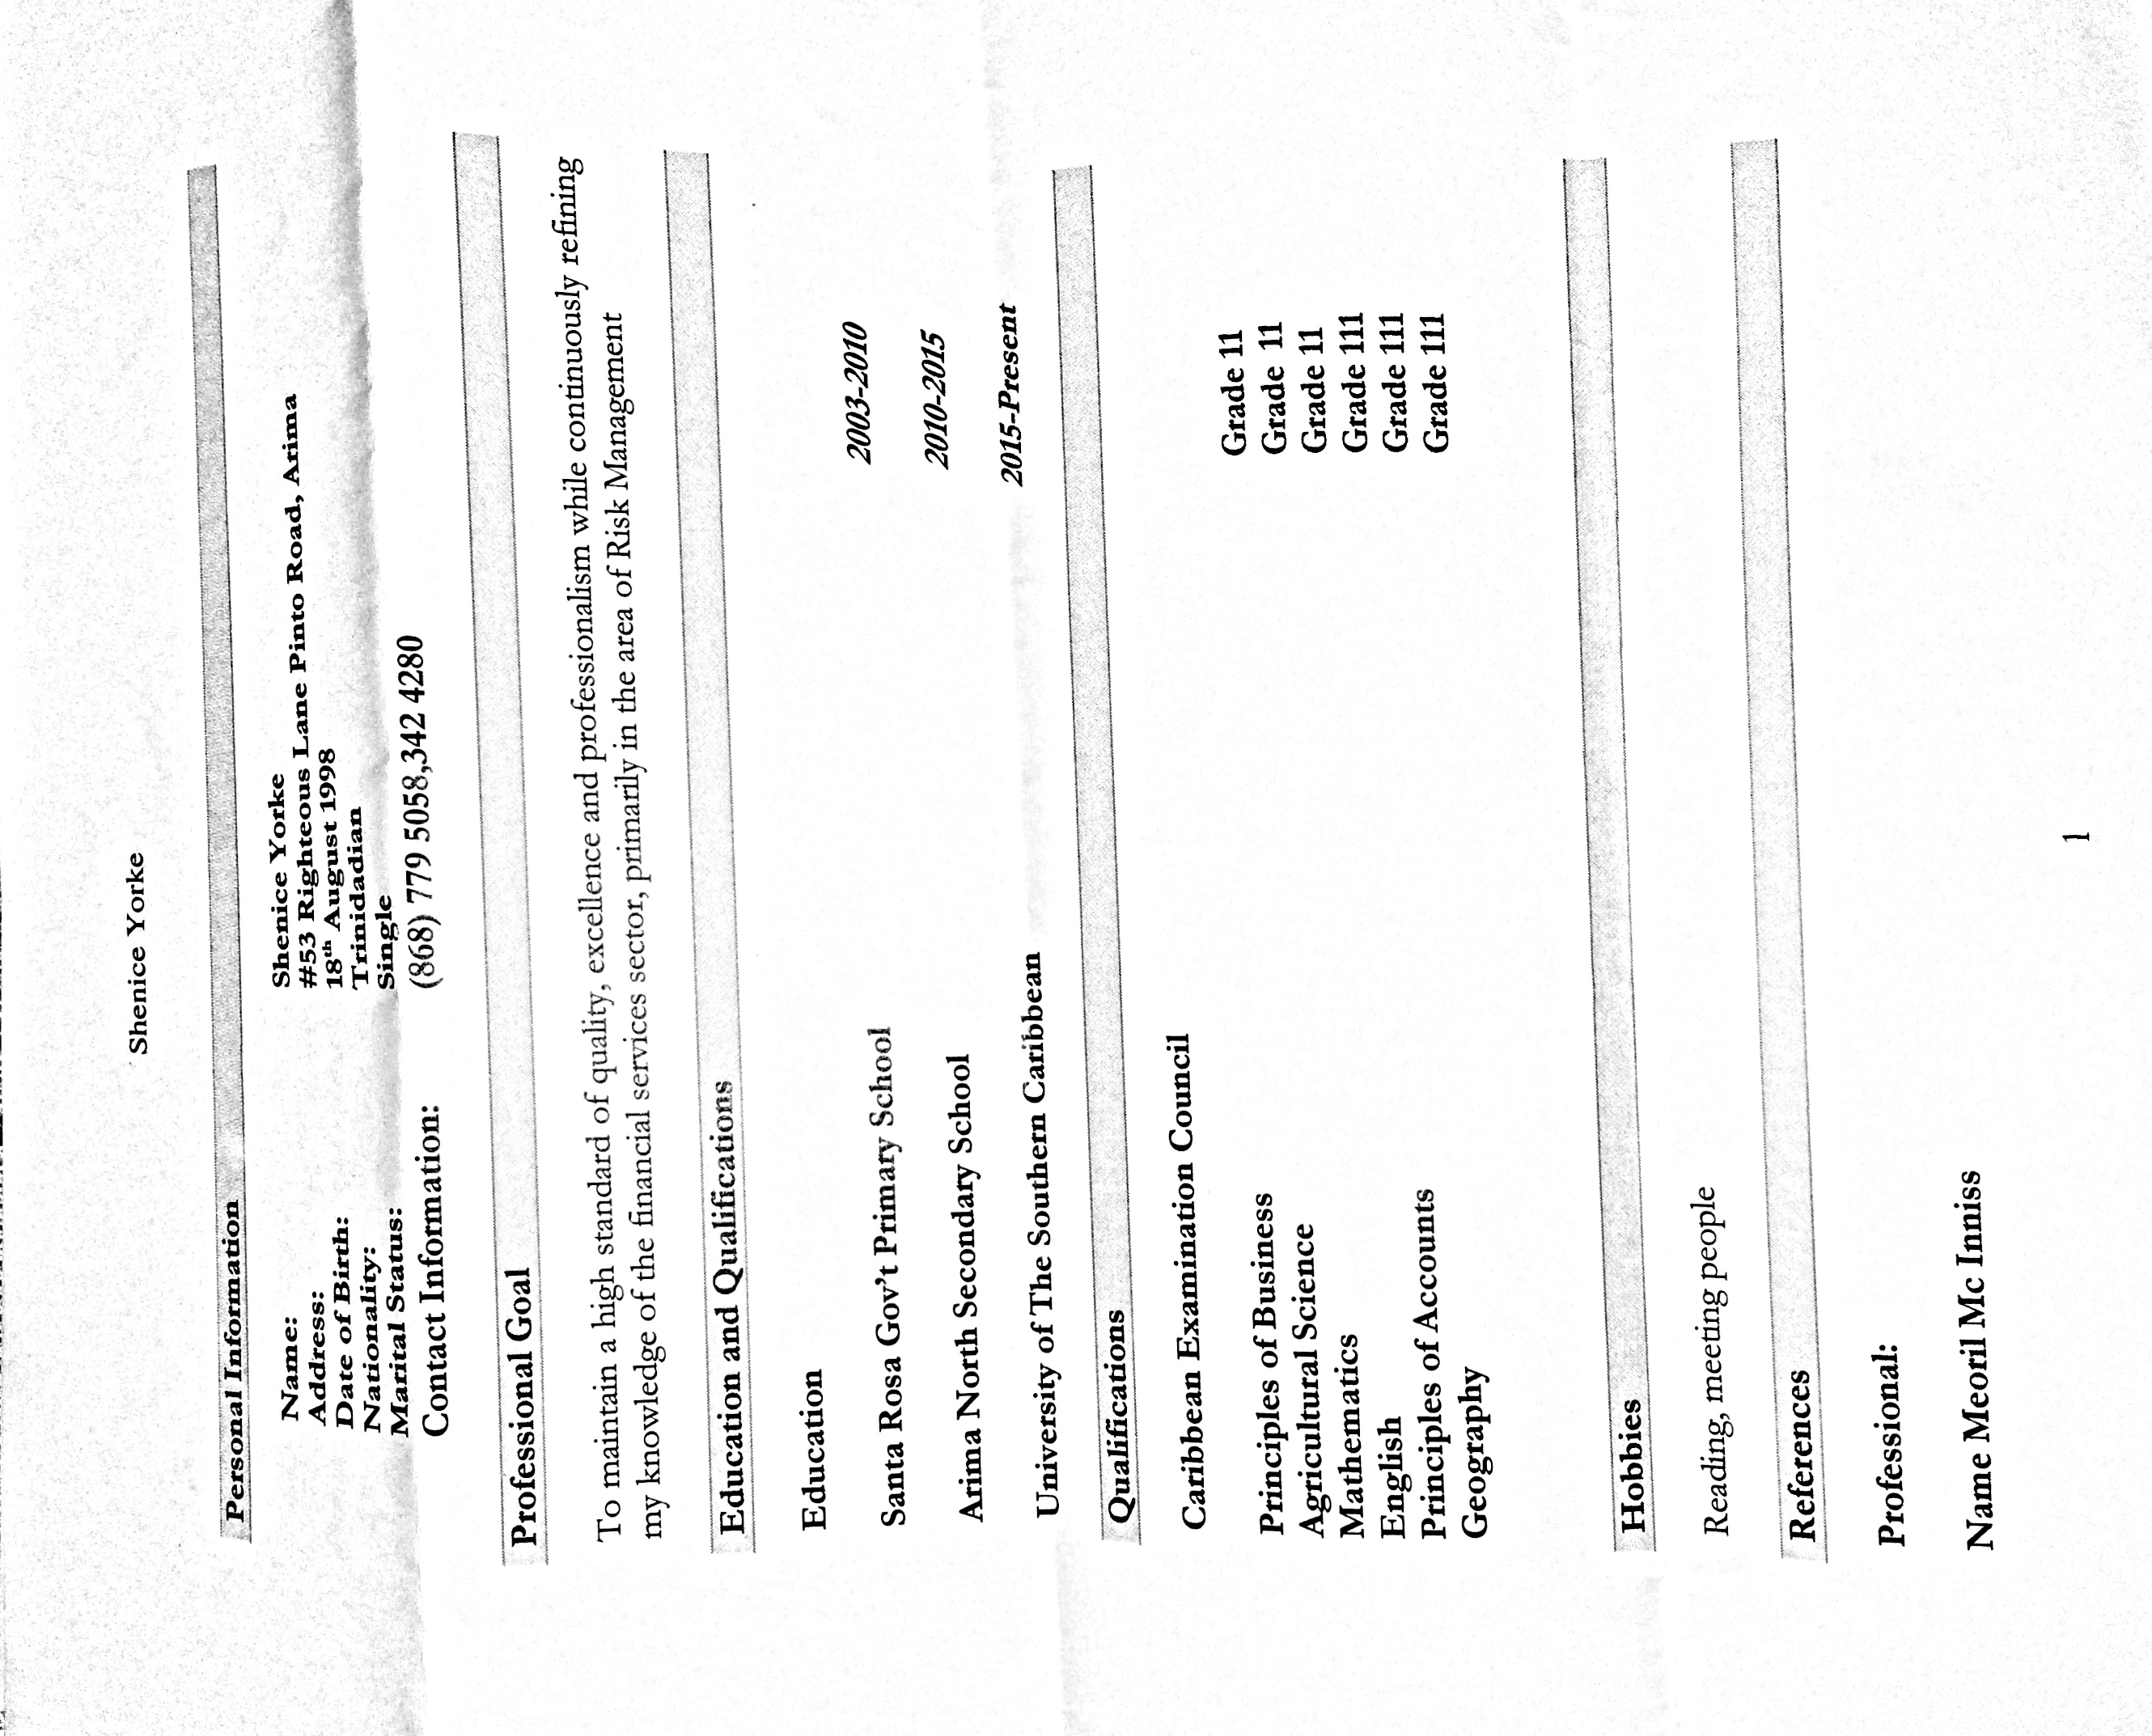 Shenice Yorke
Personal Information
Name: Shenice Yorke
Address: #53 Righteous Lane Pinto Road, Arima
Date of Birth: 18th August 1998
Nationality: Trinidadian
Marital Status: Single
Contact Information: (868) 779 5058,342 4280
Professional Goal
To maintain a high standard of quality, excellence and professionalism while continuously refining
my knowledge of the financial services sector, primarily in the area of Risk Management
Education and Qualifications
Education
Santa Rosa Gov't Primary School 2003-2010
Arima North Secondary School 2010-2015
University of The Southern Caribbean 2015-Present
Qualifications
Caribbean Examination Council
Principles of Business Grade 11
Agricultural Science Grade 11
Mathematics Grade 11
English Grade 111
Principles of Accounts Grade 111
Geography Grade 111
Hobbies
Reading, meeting people
References
Professional:
Name Meoril Mc Inniss
1